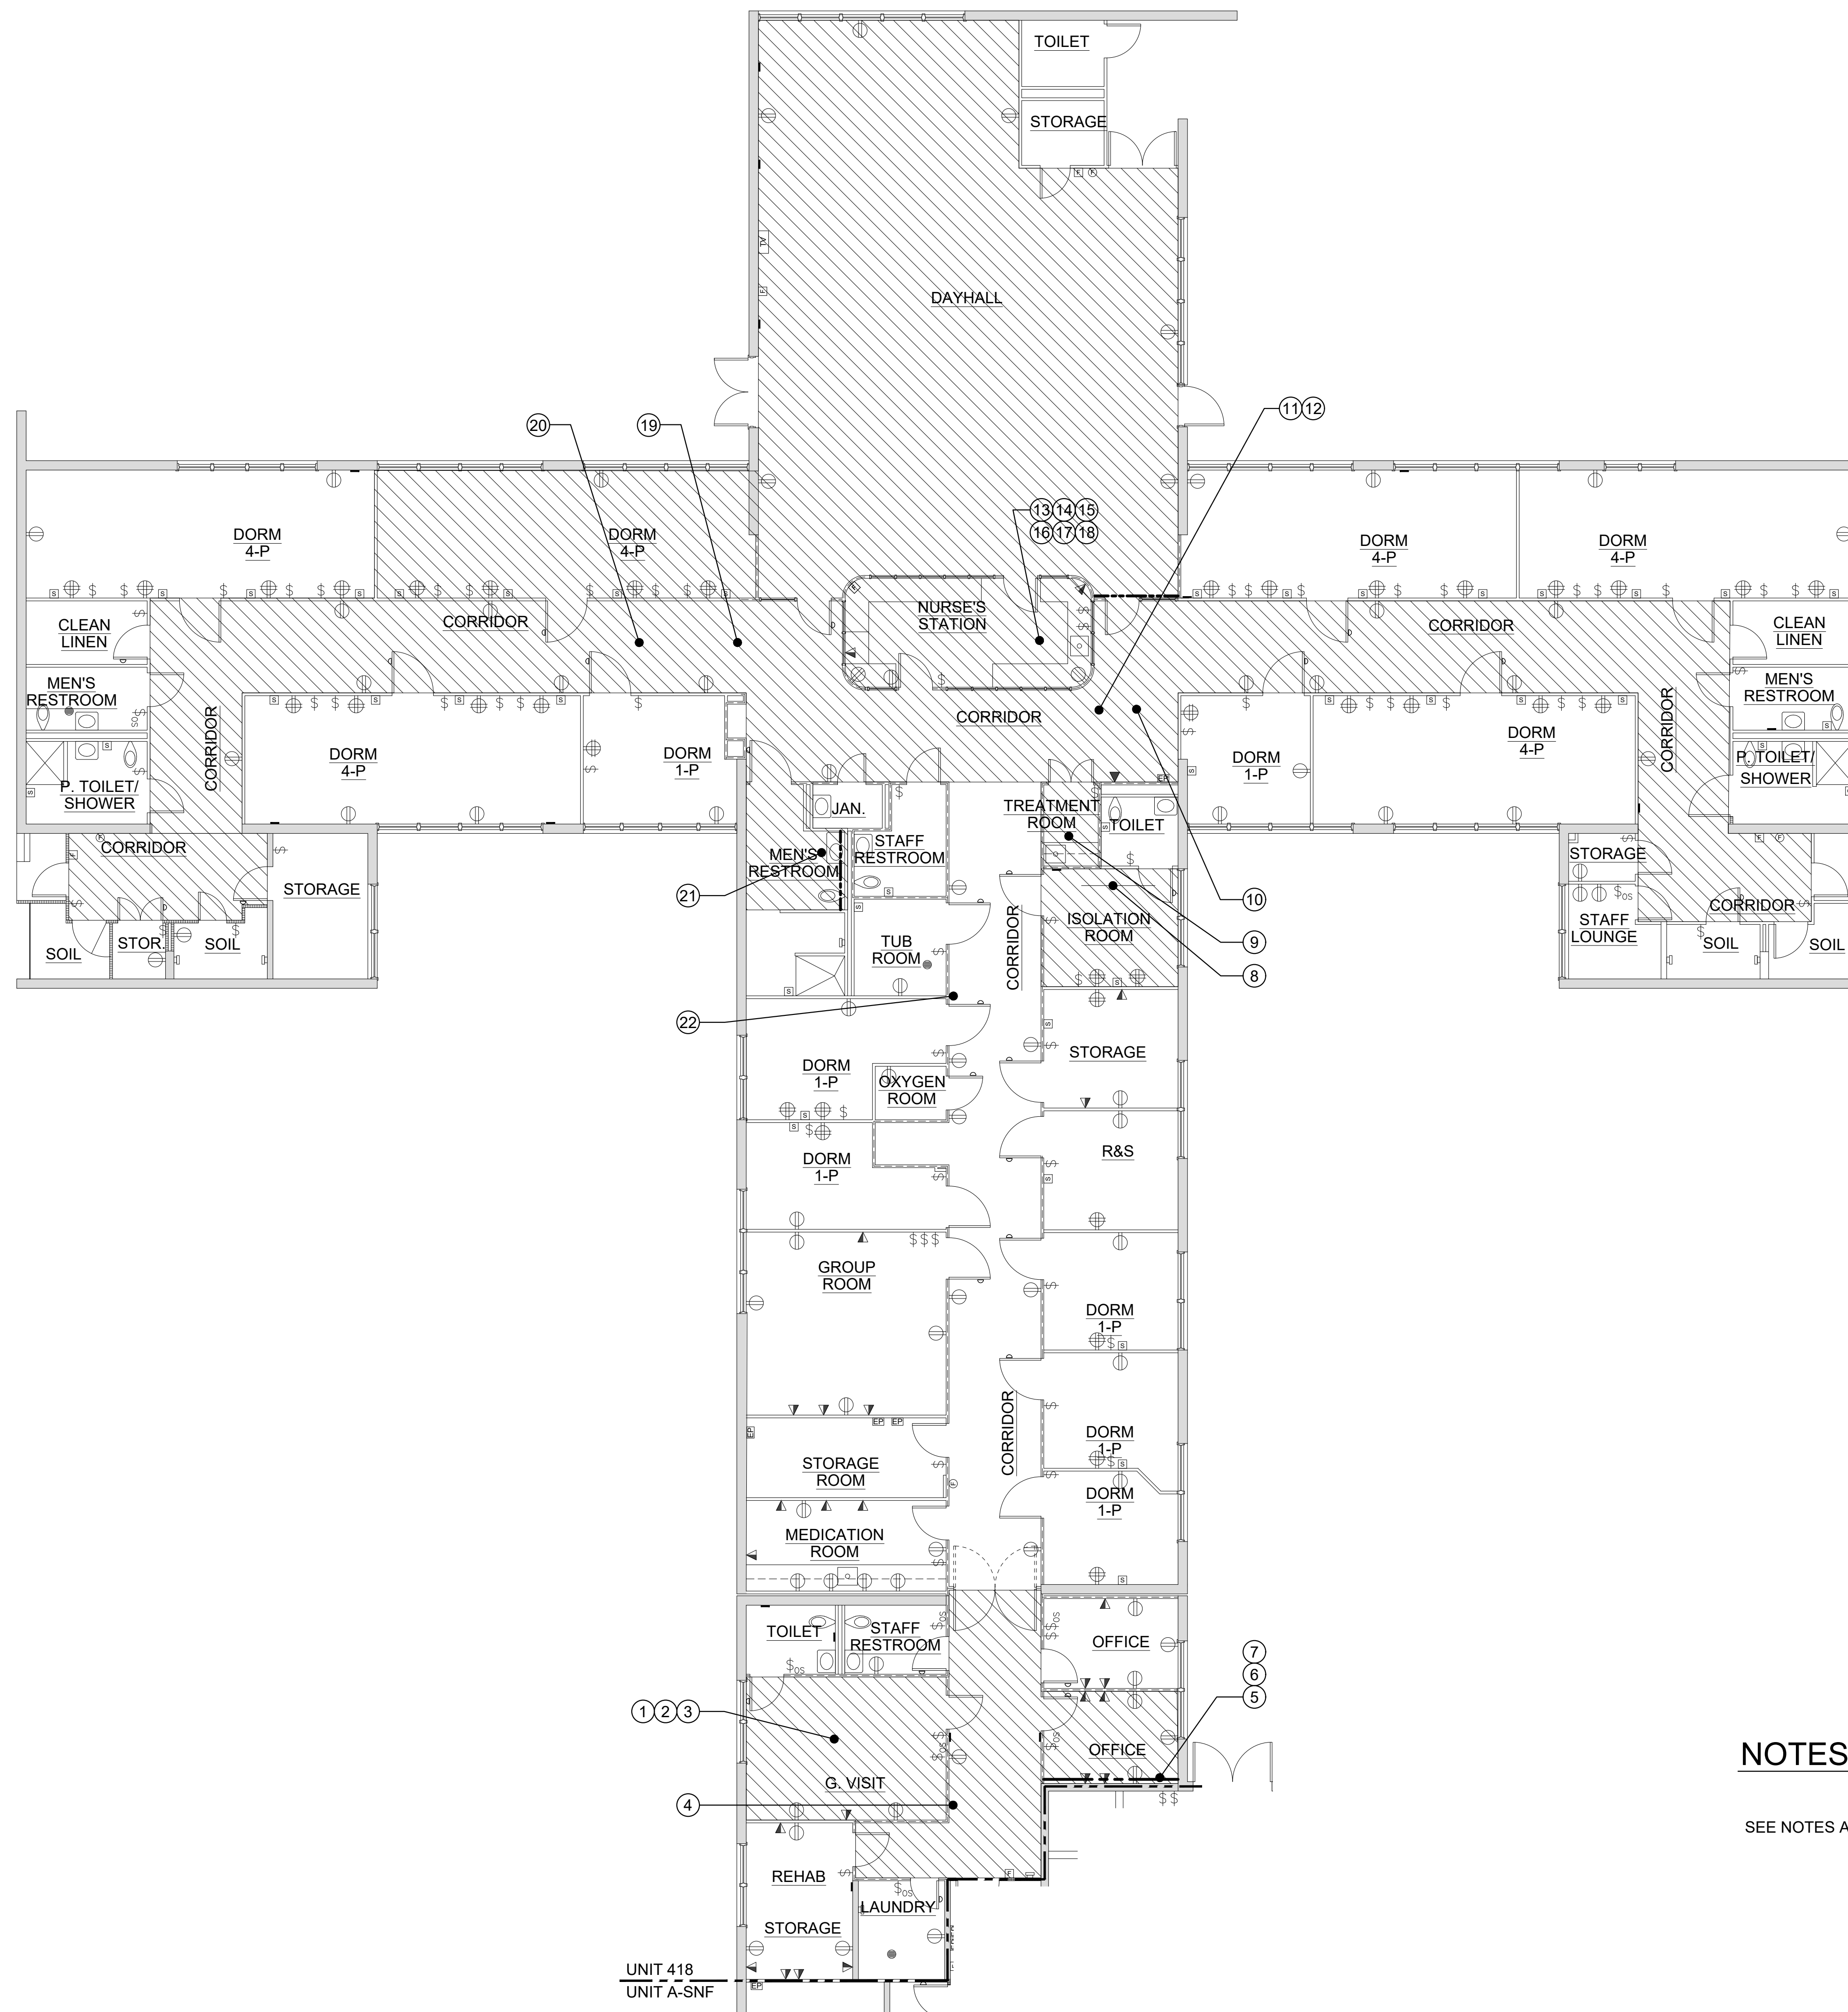 TOILET
STORAGE
DAYHALL
20
19
11 12
13 14 15
16 17 18
DORM
4-P
DORM
4-P
DORM
4-P
DORM
4-P
NURSE'S
STATION
CLEAN
LINEN
CORRIDOR
CORRIDOR
CLEAN
LINEN
MEN'S
RESTROOM
MEN'S
RESTROOM
CORRIDOR
CORRIDOR
CORRIDOR
DORM
4-P
DORM
1-P
DORM
1-P
DORM
4-P
P. TOILET/
SHOWER
P. TOILET/
SHOWER
JAN.
TREATMENT
ROOM
TOILET
CORRIDOR
STORAGE
MEN'S
RESTROOM
STAFF
RESTROOM
STORAGE
21
10
ISOLATION
ROOM
STAFF
LOUNGE
CORRIDOR
SOIL
STOR.
SOIL
TUB
ROOM
CORRIDOR
9
SOIL
SOIL
8
22
STORAGE
DORM
1-P
OXYGEN
ROOM
DORM
1-P
R&S
GROUP
ROOM
DORM
1-P
CORRIDOR
DORM
1-P
STORAGE
ROOM
DORM
1-P
MEDICATION
ROOM
TOILET
STAFF
RESTROOM
OFFICE
7
6
5
1 2 3
OFFICE
NOTES
G. VISIT
4
SEE NOTES A
REHAB
LAUNDRY
STORAGE
UNIT 418
UNIT A-SNF